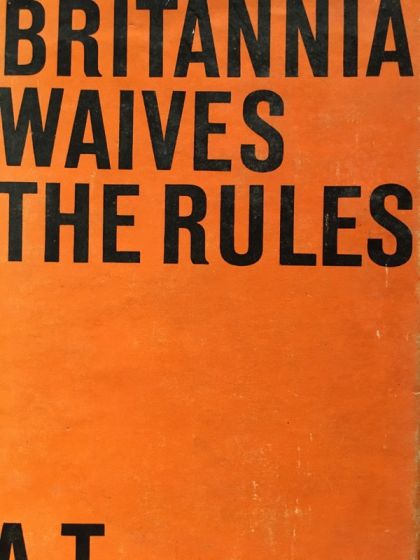 BRITANNIA
WAIVES
THE RULES
A.T.